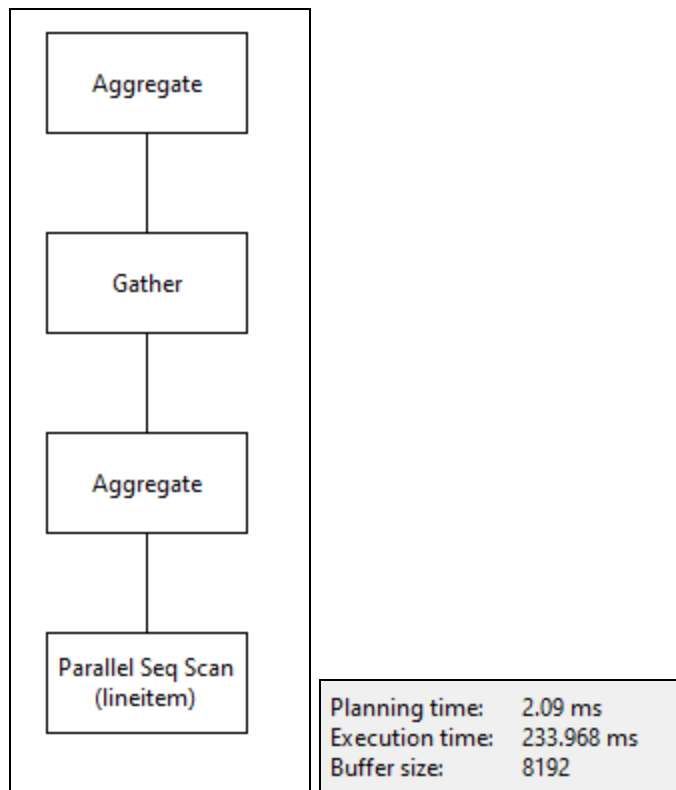 Aggregate
Gather
Aggregate
Parallel Seq Scan
(lineitem)
Planning time: 2.09 ms
Execution time: 233.968 ms
Buffer size: 8192